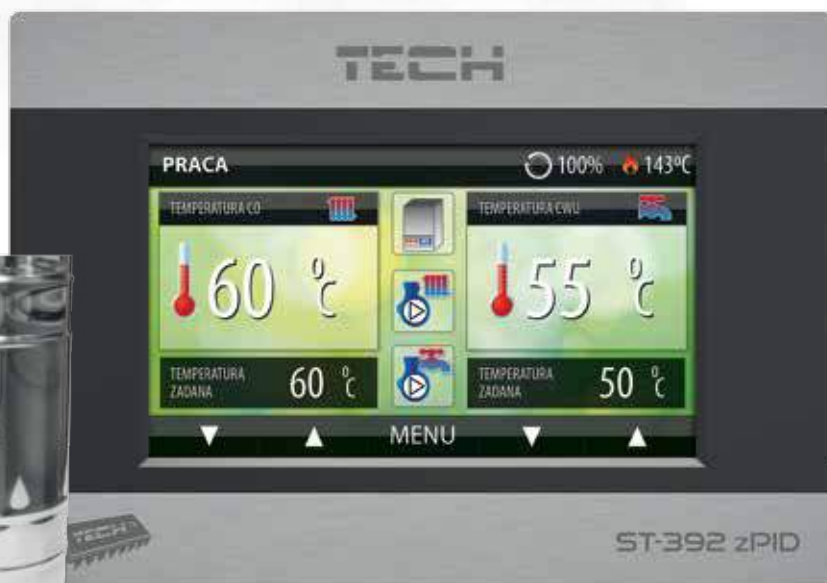 TECH
PRACA 100% 143°C
TEMPERATURA CO TEMPERATURA CWU
60 °C 55 °C
TEMPERATURA ZADANA 60 °C TEMPERATURA ZADANA 50 °C
MENU
TECH
ST-392 zPID